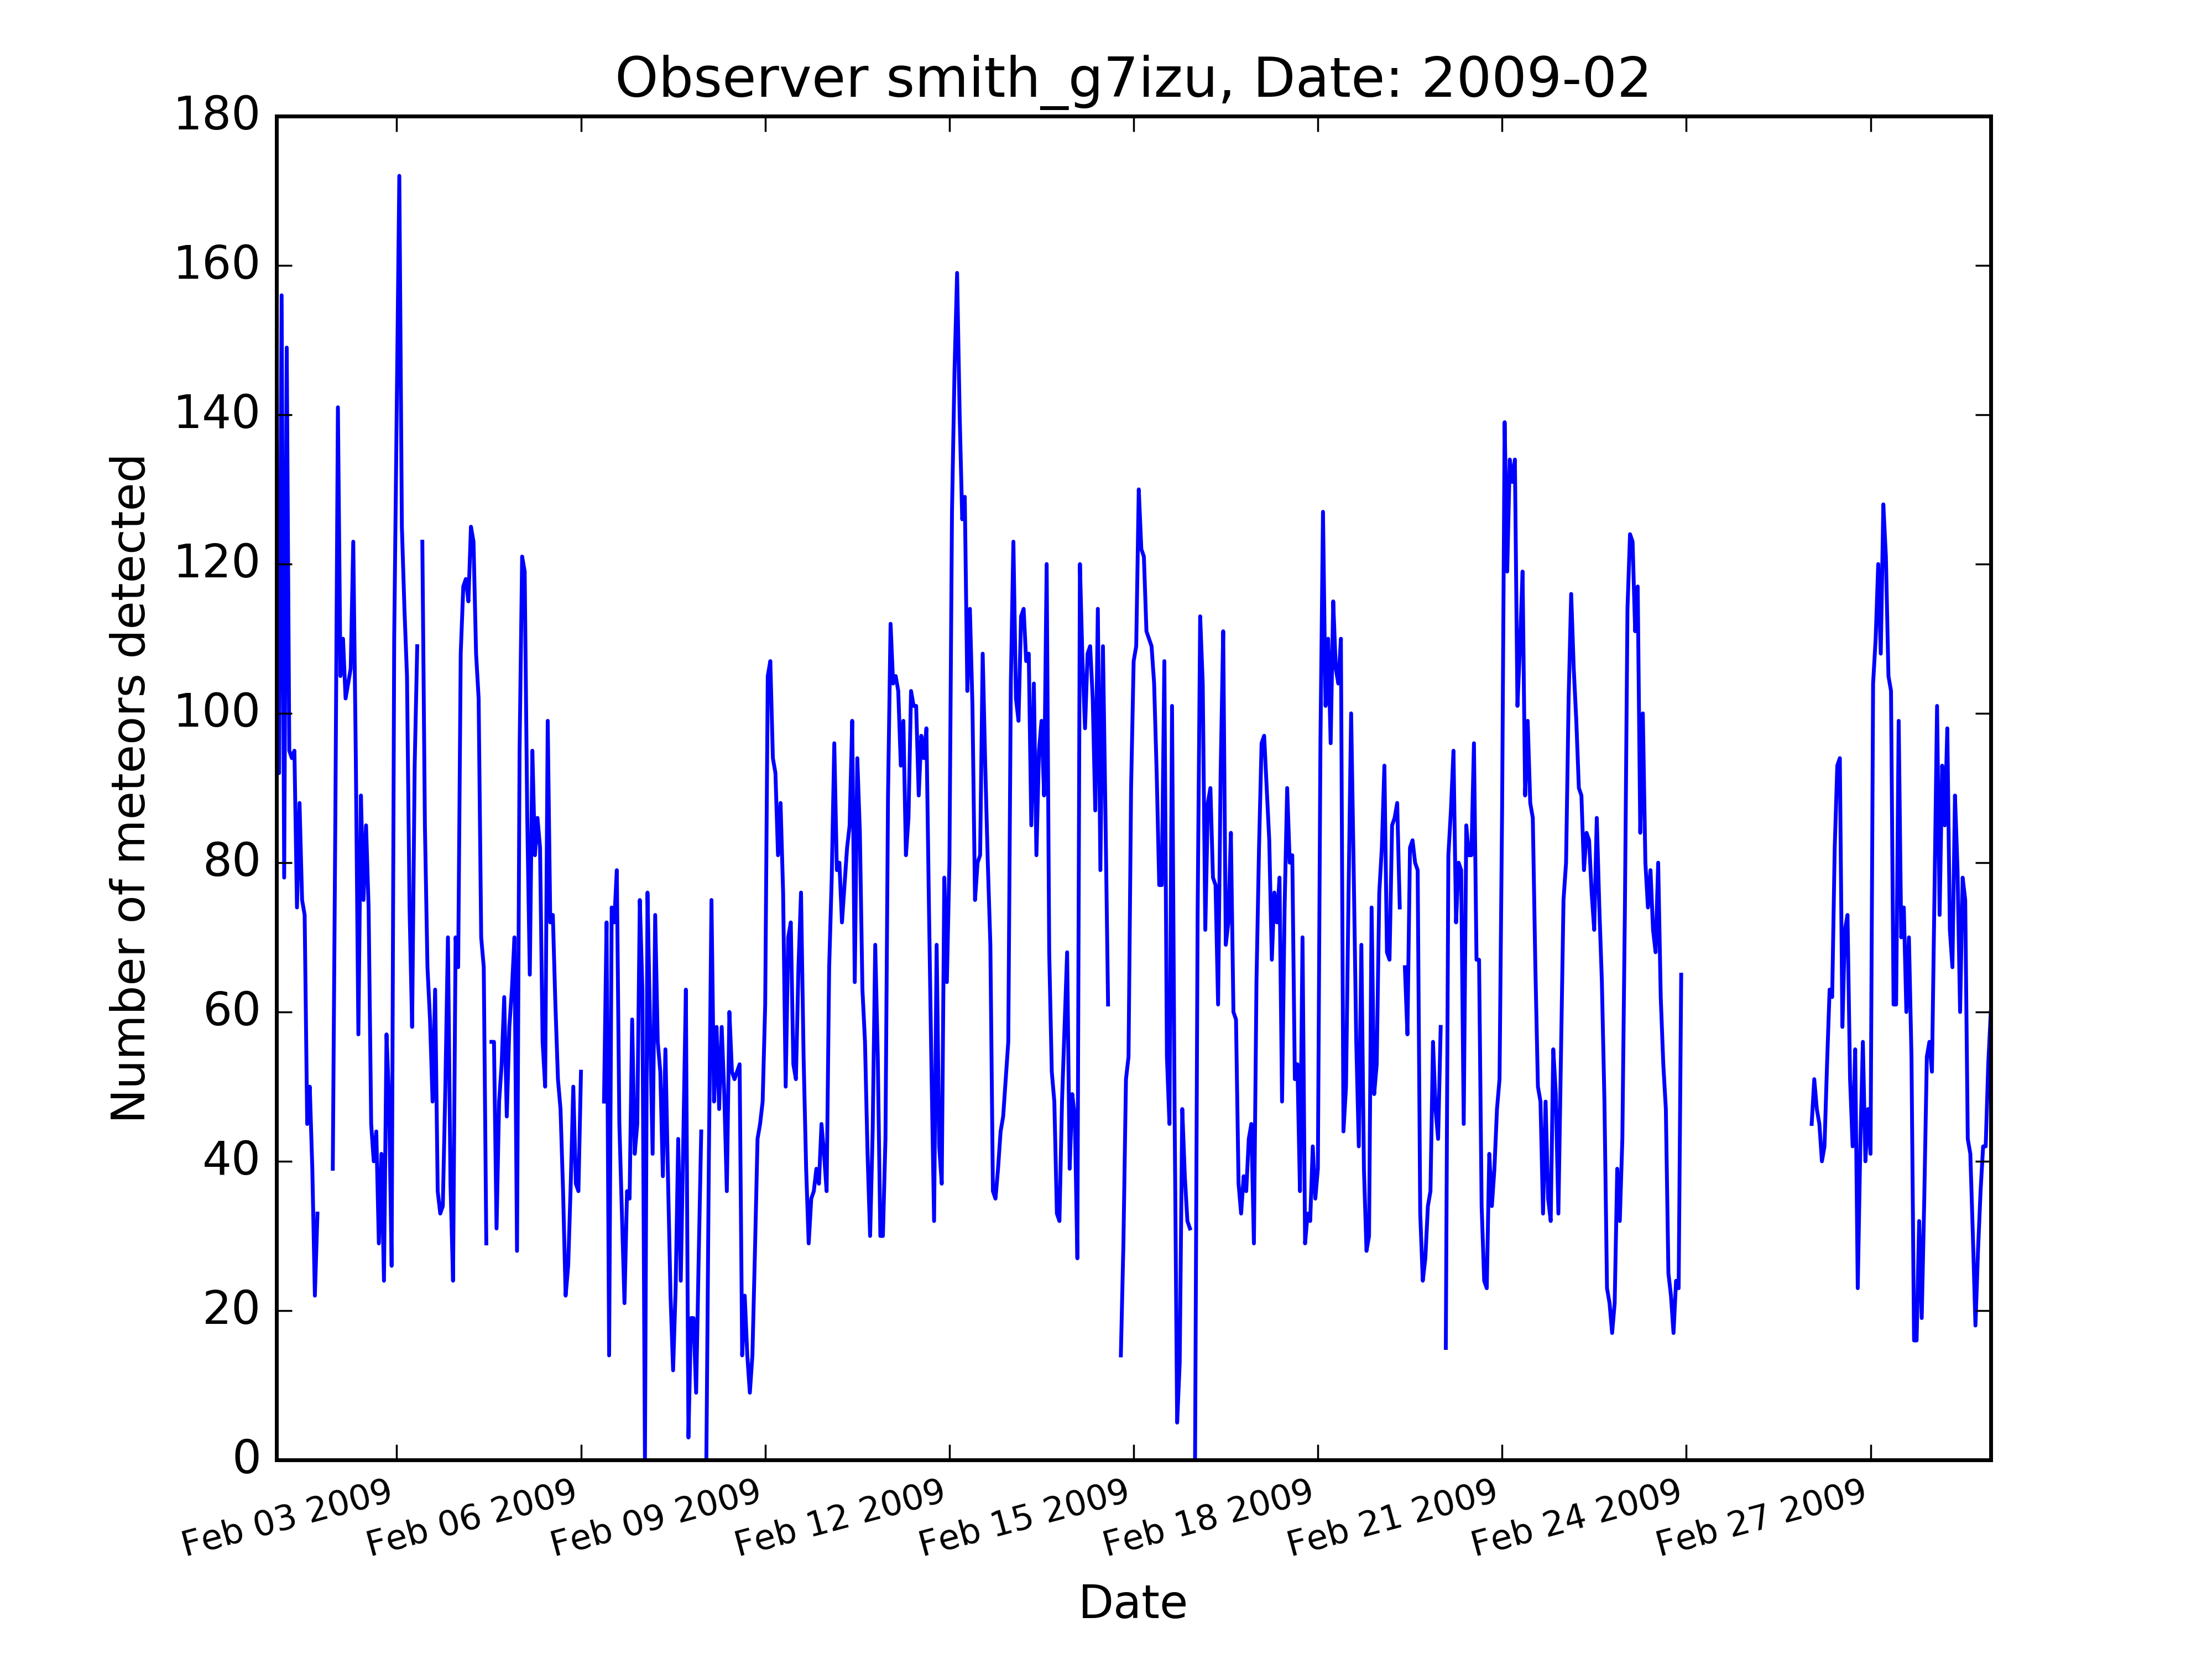 Observer smith_g7izu, Date: 2009-02
Number of meteors detected
180
160
140
120
100
80
60
40
20
0
Feb 03 2009
Feb 06 2009
Feb 09 2009
Feb 12 2009
Feb 15 2009
Feb 18 2009
Feb 21 2009
Feb 24 2009
Feb 27 2009
Date